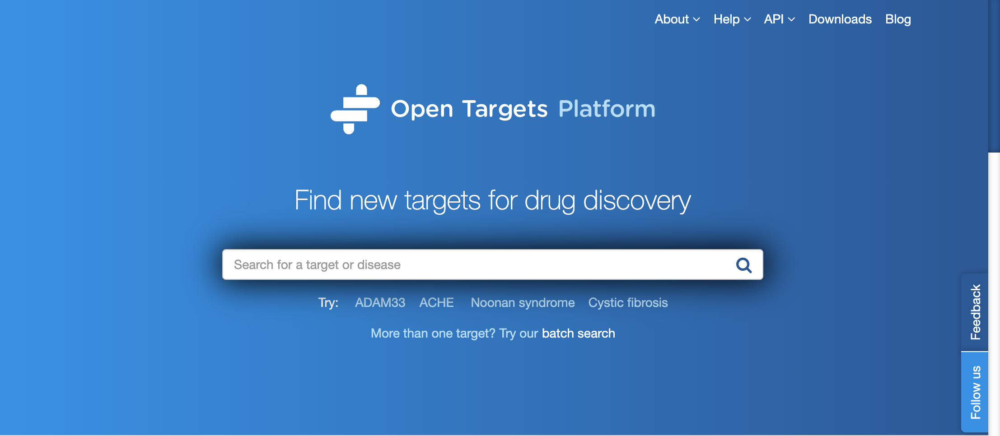 About Help API Downloads Blog
Open Targets Platform
Find new targets for drug discovery
Search for a target or disease
Try: ADAM33 ACHE Noonan syndrome Cystic fibrosis
More than one target? Try our batch search
Feedback
Follow us